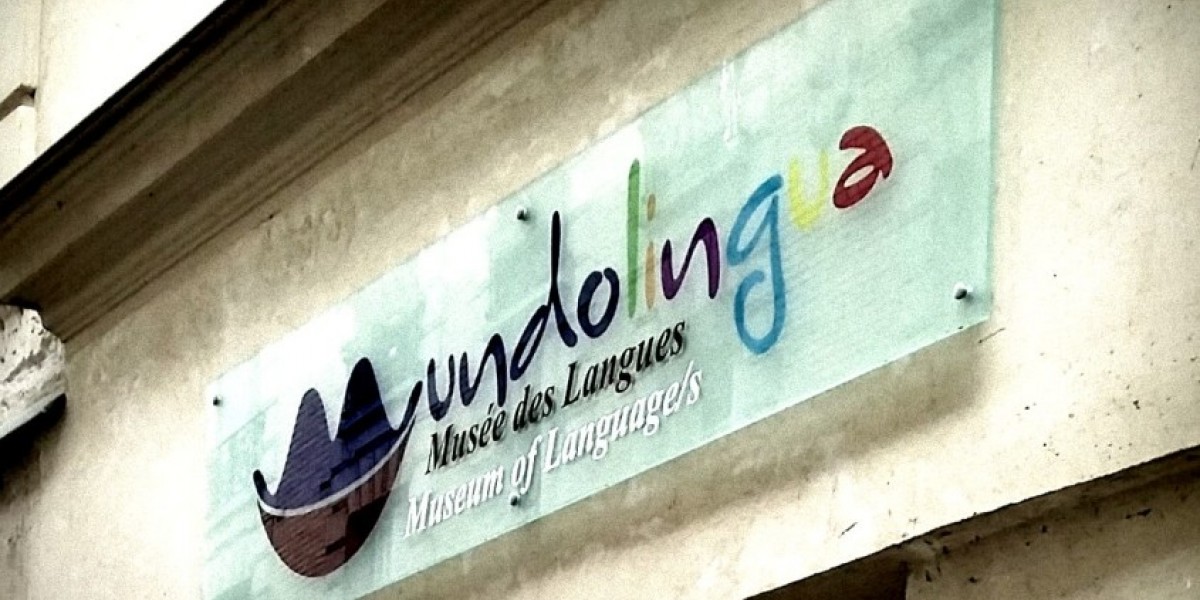 Mundolingua
Musée des Langues
Museum of Language/s